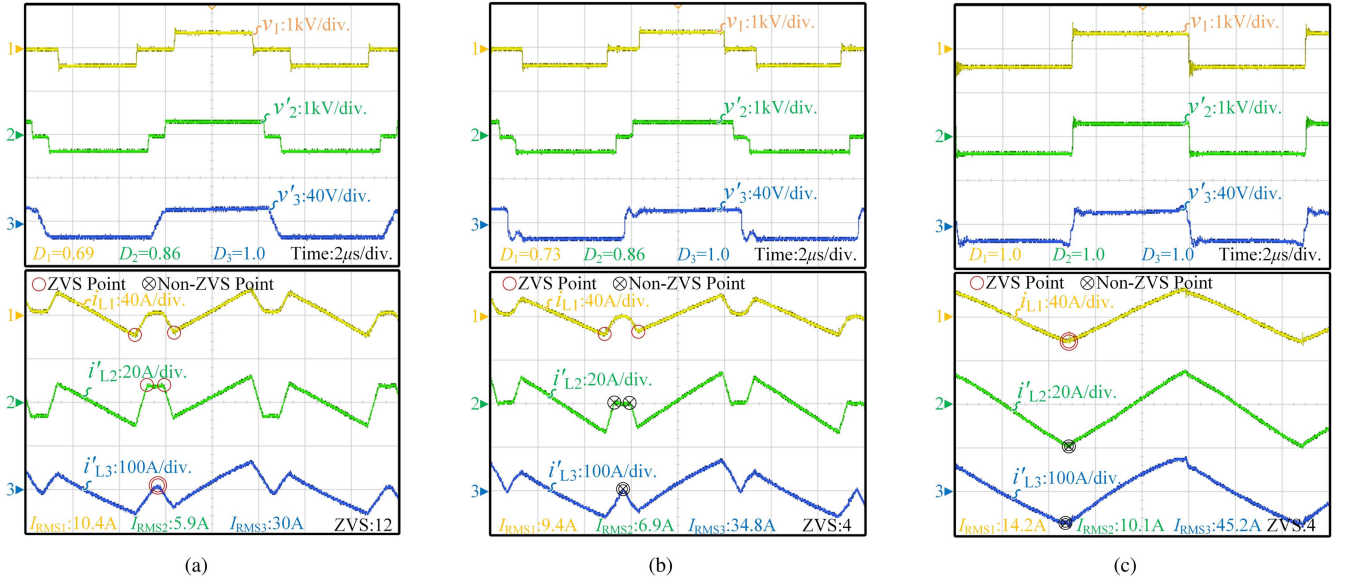 v1:1kV/div.
1
v′2:1kV/div.
2
v′3:40V/div.
3
D1=0.69 D2=0.86 D3=1.0 Time:2μs/div.
ZVS Point Non-ZVS Point
iL1:40A/div.
1
i′L2:20A/div.
2
i′L3:100A/div.
3
IRMS1:10.4A IRMS2:5.9A IRMS3:30A ZVS:12
(a)
v1:1kV/div.
1
v′2:1kV/div.
2
v′3:40V/div.
3
D1=0.73 D2=0.86 D3=1.0 Time:2μs/div.
ZVS Point Non-ZVS Point
iL1:40A/div.
1
i′L2:20A/div.
2
i′L3:100A/div.
3
IRMS1:9.4A IRMS2:6.9A IRMS3:34.8A ZVS:4
(b)
v1:1kV/div.
1
v′2:1kV/div.
2
v′3:40V/div.
3
D1=1.0 D2=1.0 D3=1.0 Time:2μs/div.
ZVS Point Non-ZVS Point
iL1:40A/div.
1
i′L2:20A/div.
2
i′L3:100A/div.
3
IRMS1:14.2A IRMS2:10.1A IRMS3:45.2A ZVS:4
(c)